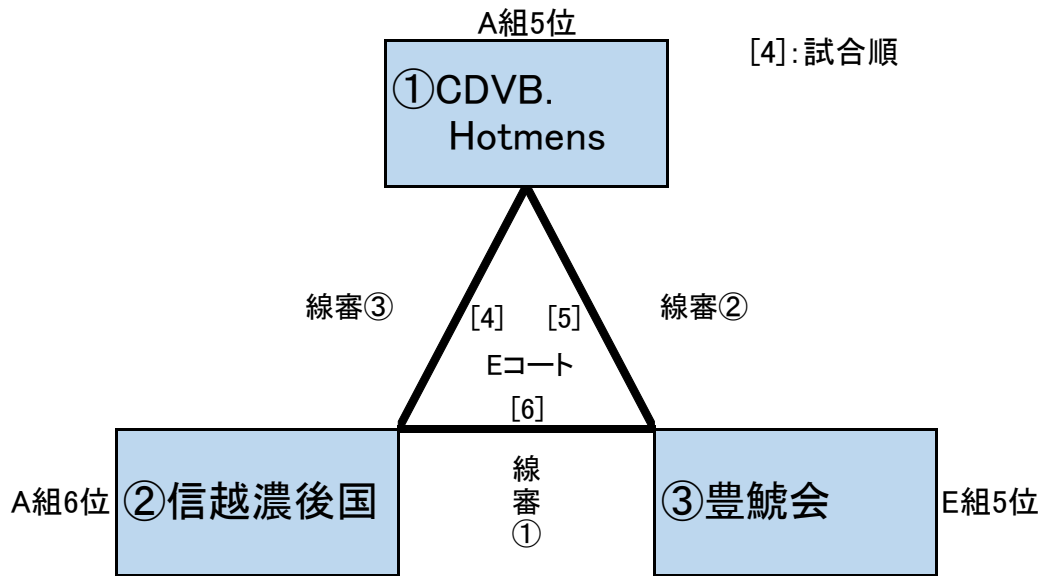 A組5位
[4]:試合順
①CDVB.
Hotmens
線審③
[4]
[5]
線審②
Eコート
[6]
A組6位
②信越濃後国
線審①
③豊鯱会
E組5位